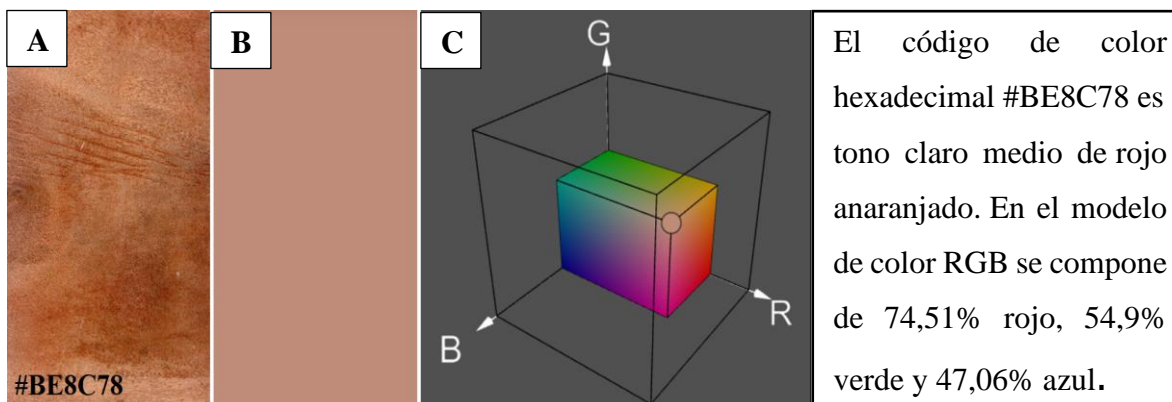 A
B
C
G
R
B
#BE8C78
El código de color
hexadecimal #BE8C78 es
tono claro medio de rojo
anaranjado. En el modelo
de color RGB se compone
de 74,51% rojo, 54,9%
verde y 47,06% azul.